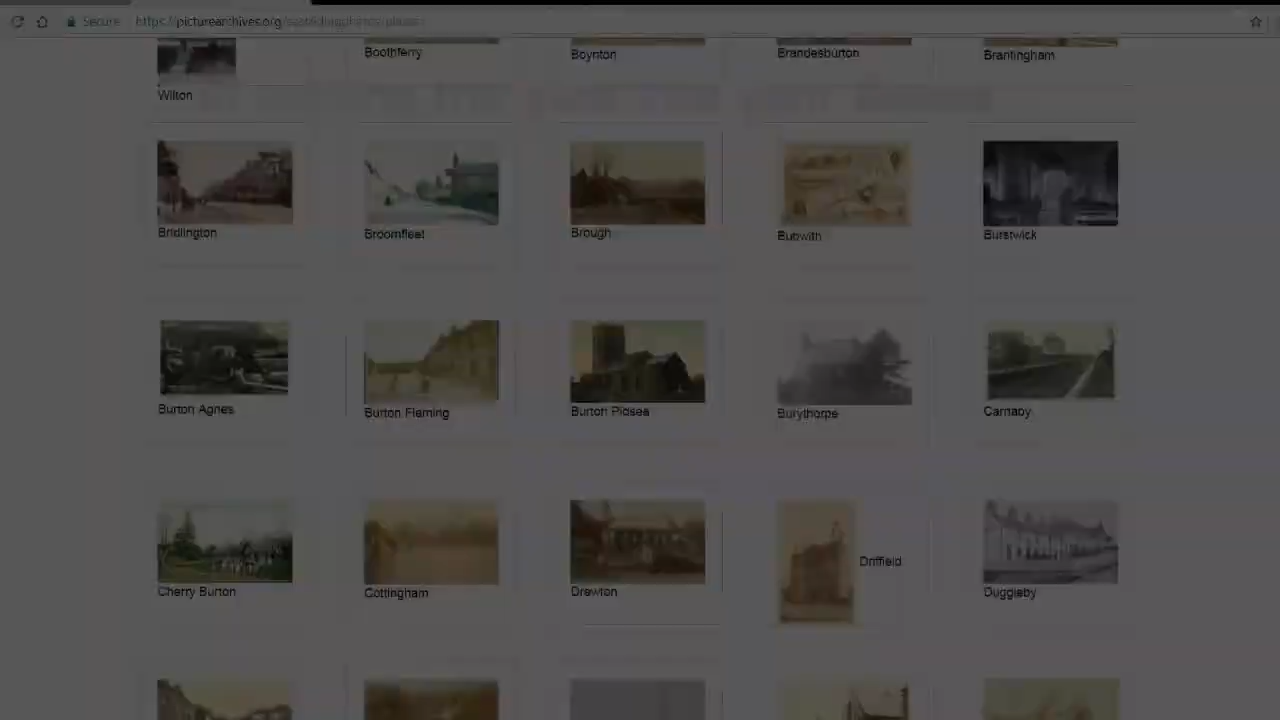 Secure https://picturearchives.org/
Boothferry Boynton Brandesburton Brantingham
Wilton
Bridlington Broomfleet Brough Bubwith Burstwick
Burton Agnes Burton Fleming Burton Pidsea Burythorpe Carnaby
Driffield
Cherry Burton Cottingham Drewton Duggleby